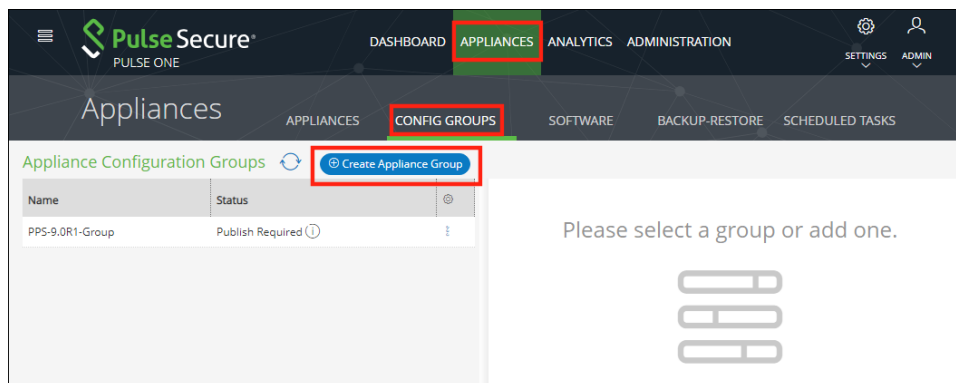 Pulse Secure®
PULSE ONE
DASHBOARD APPLIANCES ANALYTICS ADMINISTRATION
SETTINGS ADMIN
Appliances
APPLIANCES CONFIG GROUPS SOFTWARE BACKUP-RESTORE SCHEDULED TASKS
Appliance Configuration Groups Create Appliance Group
Name Status
PPS-9.0R1-Group Publish Required
Please select a group or add one.